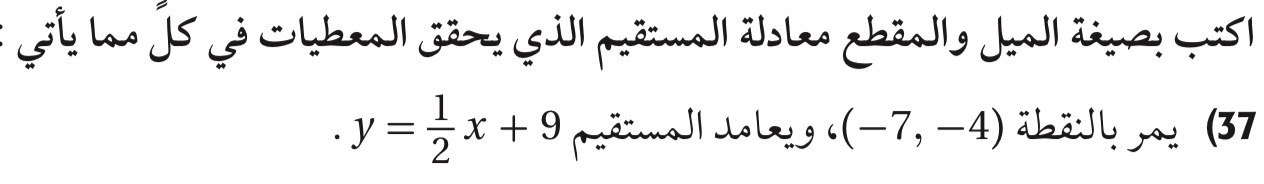 اكتب بصيغة الميل والمقطع معادلة المستقيم الذي يحقق المعطيات في كلٍّ مما يأتي :
37) يمر بالنقطة (−7, −4)، ويعامد المستقيم y = 1/2 x + 9 .